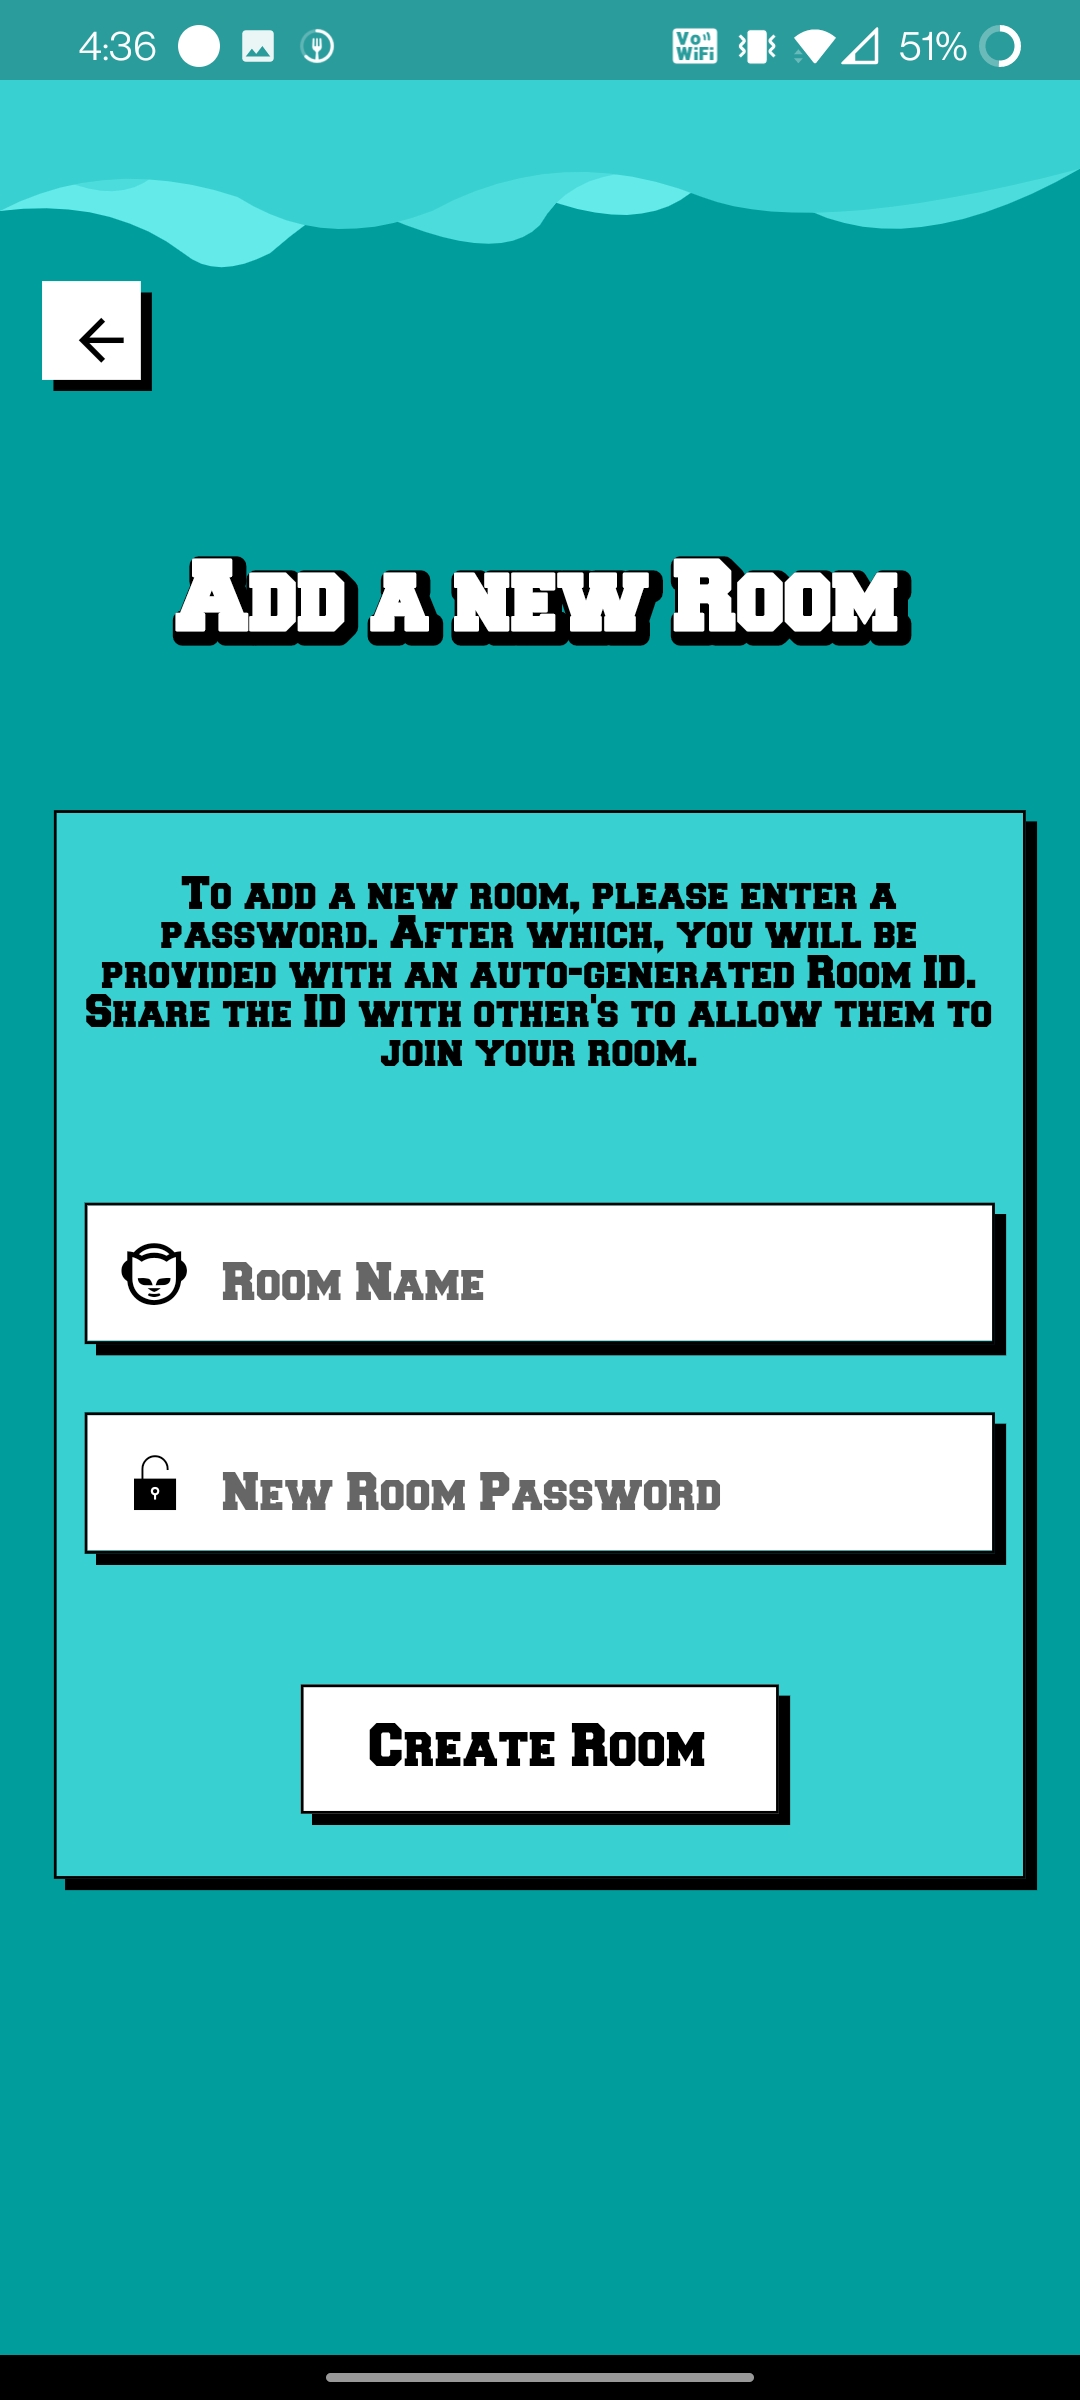 4:36
Vo WiFi
51%
Add a new Room
To add a new room, please enter a
password. After which, you will be
provided with an auto-generated Room ID.
Share the ID with other's to allow them to
join your room.
Room Name
New Room Password
Create Room